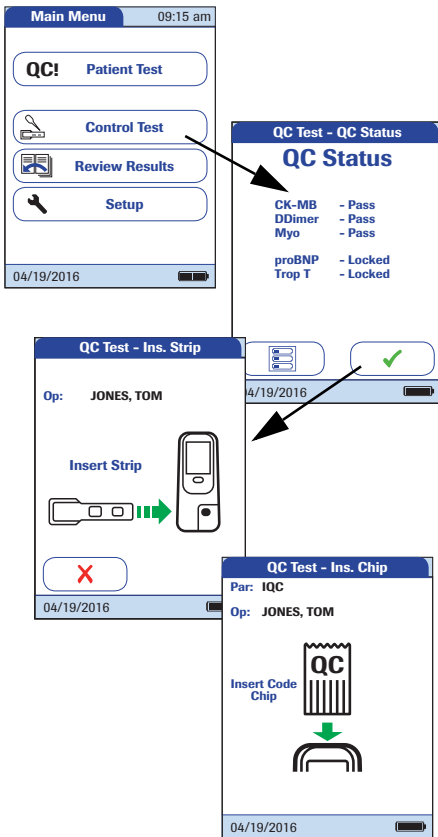 Main Menu 09:15 am
QC! Patient Test
Control Test
Review Results
Setup
04/19/2016
QC Test - QC Status
QC Status
CK-MB - Pass
DDimer - Pass
Myo - Pass
proBNP - Locked
Trop T - Locked
04/19/2016
QC Test - Ins. Strip
Op: JONES, TOM
Insert Strip
04/19/2016
QC Test - Ins. Chip
Par: IQC
Op: JONES, TOM
QC
Insert Code
Chip
04/19/2016